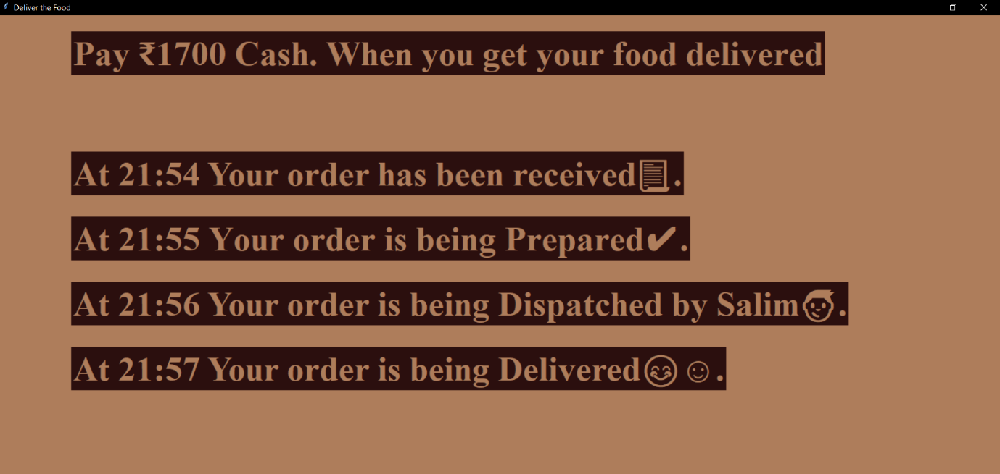 Deliver the Food
Pay ₹1700 Cash. When you get your food delivered
At 21:54 Your order has been received📜.
At 21:55 Your order is being Prepared✔.
At 21:56 Your order is being Dispatched by Salim👦.
At 21:57 Your order is being Delivered😊☺.